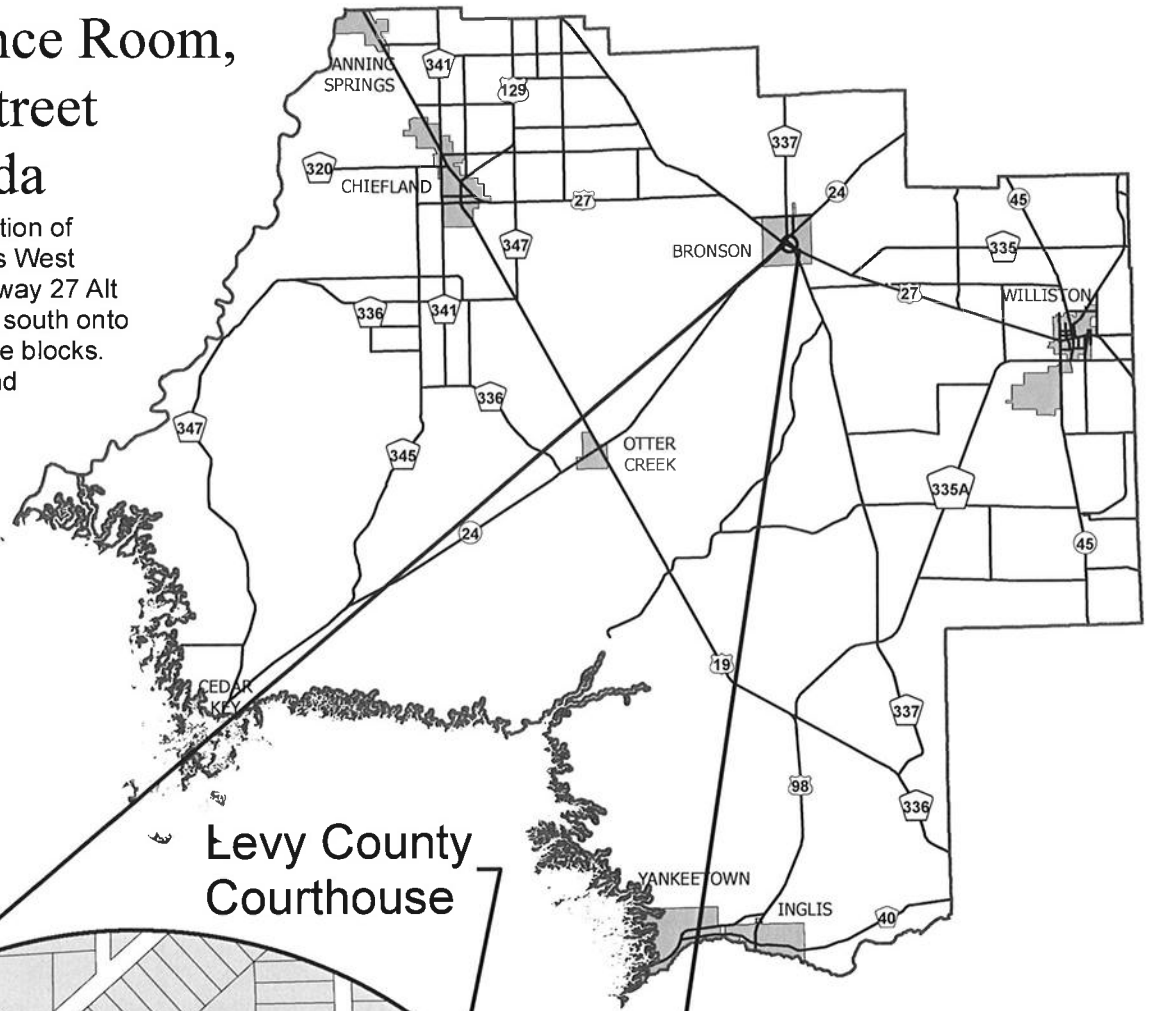 nce Room,
treet
da
tion of
s West
way 27 Alt
south onto
e blocks.
nd
ANNING
SPRINGS
341
129
337
320
CHIEFLAND
24
45
27
347
BRONSON
335
27
WILLISTON
336
341
336
347
345
OTTER
CREEK
335A
24
45
19
CEDAR
KEY
337
98
336
Levy County
Courthouse
YANKEETOWN
INGLIS
40